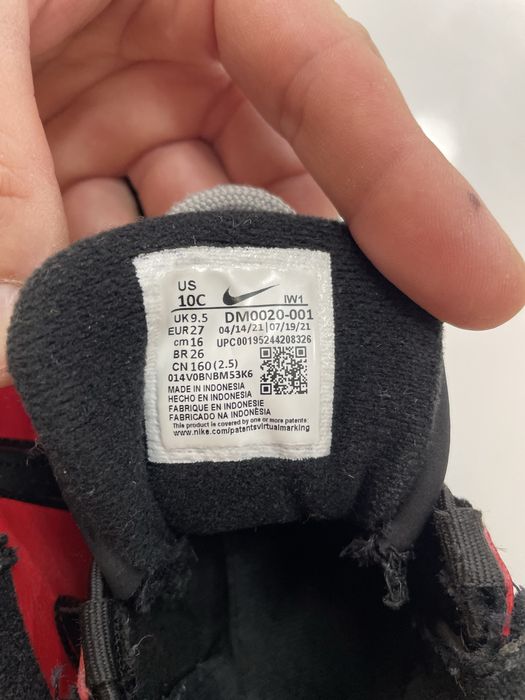 US
10C
IW1
UK 9.5 DM0020-001
EUR 27 04/14/21 | 07/19/21
cm 16 UPC00195244208326
BR 26
CN 160 (2.5)
014V0BNBM53K6
MADE IN INDONESIA
HECHO EN INDONESIA
FABRIQUE EN INDONESIE
FABRICADO NA INDONÉSIA
This product is covered by one or more patents:
www.nike.com/patentsvirtualmarking